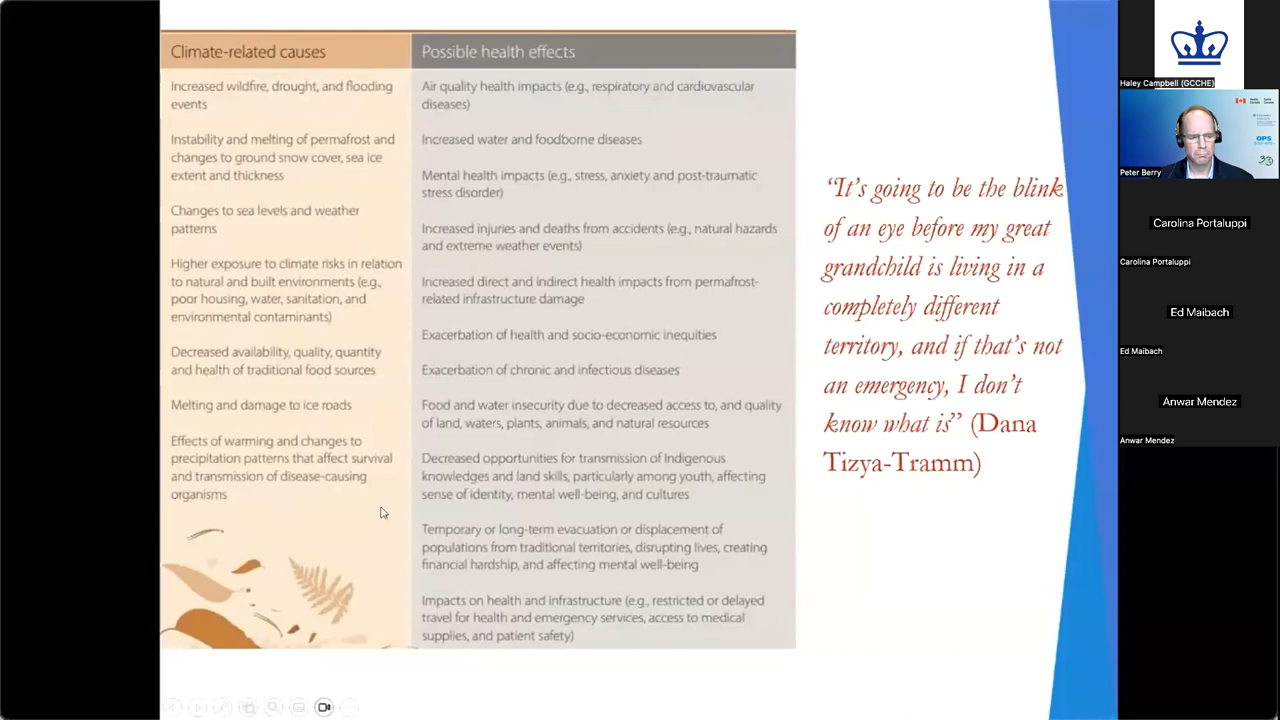 Climate-related causes
Increased wildfire, drought, and flooding
events
Instability and melting of permafrost and
changes to ground snow cover, sea ice
extent and thickness
Changes to sea levels and weather
patterns
Higher exposure to climate risks in relation
to natural and built environments (e.g.,
poor housing, water, sanitation, and
environmental contaminants)
Decreased availability, quality, quantity
and health of traditional food sources
Melting and damage to ice roads
Effects of warming and changes to
precipitation patterns that affect survival
and transmission of disease-causing
organisms
Possible health effects
Air quality health impacts (e.g., respiratory and cardiovascular
diseases)
Increased water and foodborne diseases
Mental health impacts (e.g., stress, anxiety and post-traumatic
stress disorder)
Increased injuries and deaths from accidents (e.g., natural hazards
and extreme weather events)
Increased direct and indirect health impacts from permafrost-
related infrastructure damage
Exacerbation of health and socio-economic inequities
Exacerbation of chronic and infectious diseases
Food and water insecurity due to decreased access to, and quality
of land, waters, plants, animals, and natural resources
Decreased opportunities for transmission of Indigenous
knowledges and land skills, particularly among youth, affecting
sense of identity, mental well-being, and cultures
Temporary or long-term evacuation or displacement of
populations from traditional territories, disrupting lives, creating
financial hardship, and affecting mental well-being
Impacts on health and infrastructure (e.g., restricted or delayed
travel for health and emergency services, access to medical
supplies, and patient safety)
“It’s going to be the blink
of an eye before my great
grandchild is living in a
completely different
territory, and if that’s not
an emergency, I don’t
know what is” (Dana
Tizya-Tramm)
Haley Campbell (GCCHE)
OPS
Peter Berry
Carolina Portaluppi
Carolina Portaluppi
Ed Maibach
Ed Maibach
Anwar Mendez
Anwar Mendez